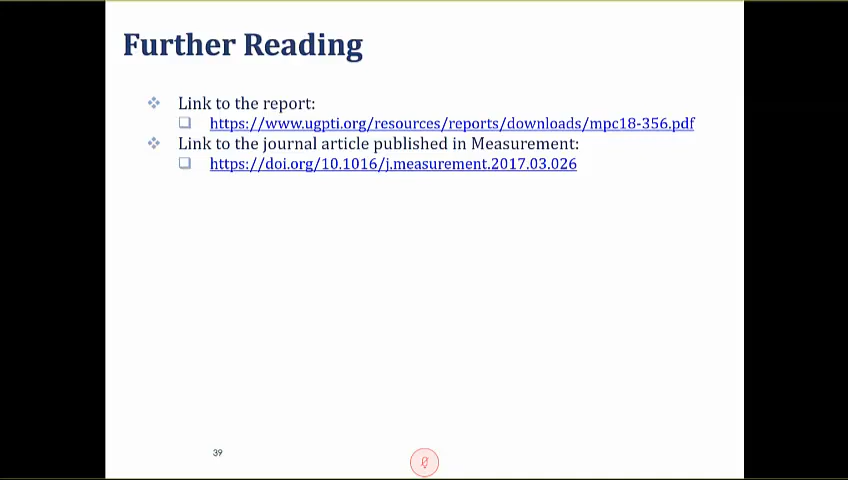 Further Reading
Link to the report:
https://www.ugpti.org/resources/reports/downloads/mpc18-356.pdf
Link to the journal article published in Measurement:
https://doi.org/10.1016/j.measurement.2017.03.026
39